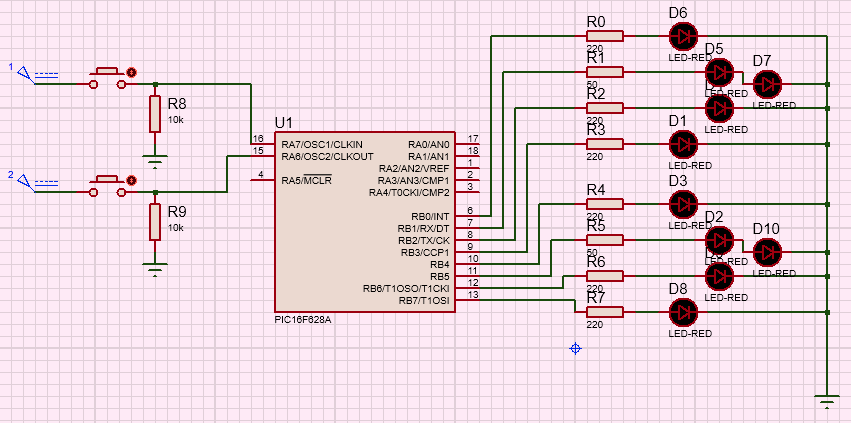 1
R8
10k
2
R9
10k
U1
16
RA7/OSC1/CLKIN
15
RA6/OSC2/CLKOUT
4
RA5/MCLR
RA0/AN0
17
RA1/AN1
18
RA2/AN2/VREF
1
RA3/AN3/CMP1
2
RA4/T0CKI/CMP2
3
RB0/INT
6
RB1/RX/DT
7
RB2/TX/CK
8
RB3/CCP1
9
RB4
10
RB5
11
RB6/T1OSO/T1CKI
12
RB7/T1OSI
13
PIC16F628A
R0
220
D6
LED-RED
R1
50
D5
LED-RED
D7
LED-RED
R2
220
LED-RED
R3
220
D1
LED-RED
R4
220
D3
LED-RED
R5
50
D2
LED-RED
D10
LED-RED
R6
220
LED-RED
R7
220
D8
LED-RED